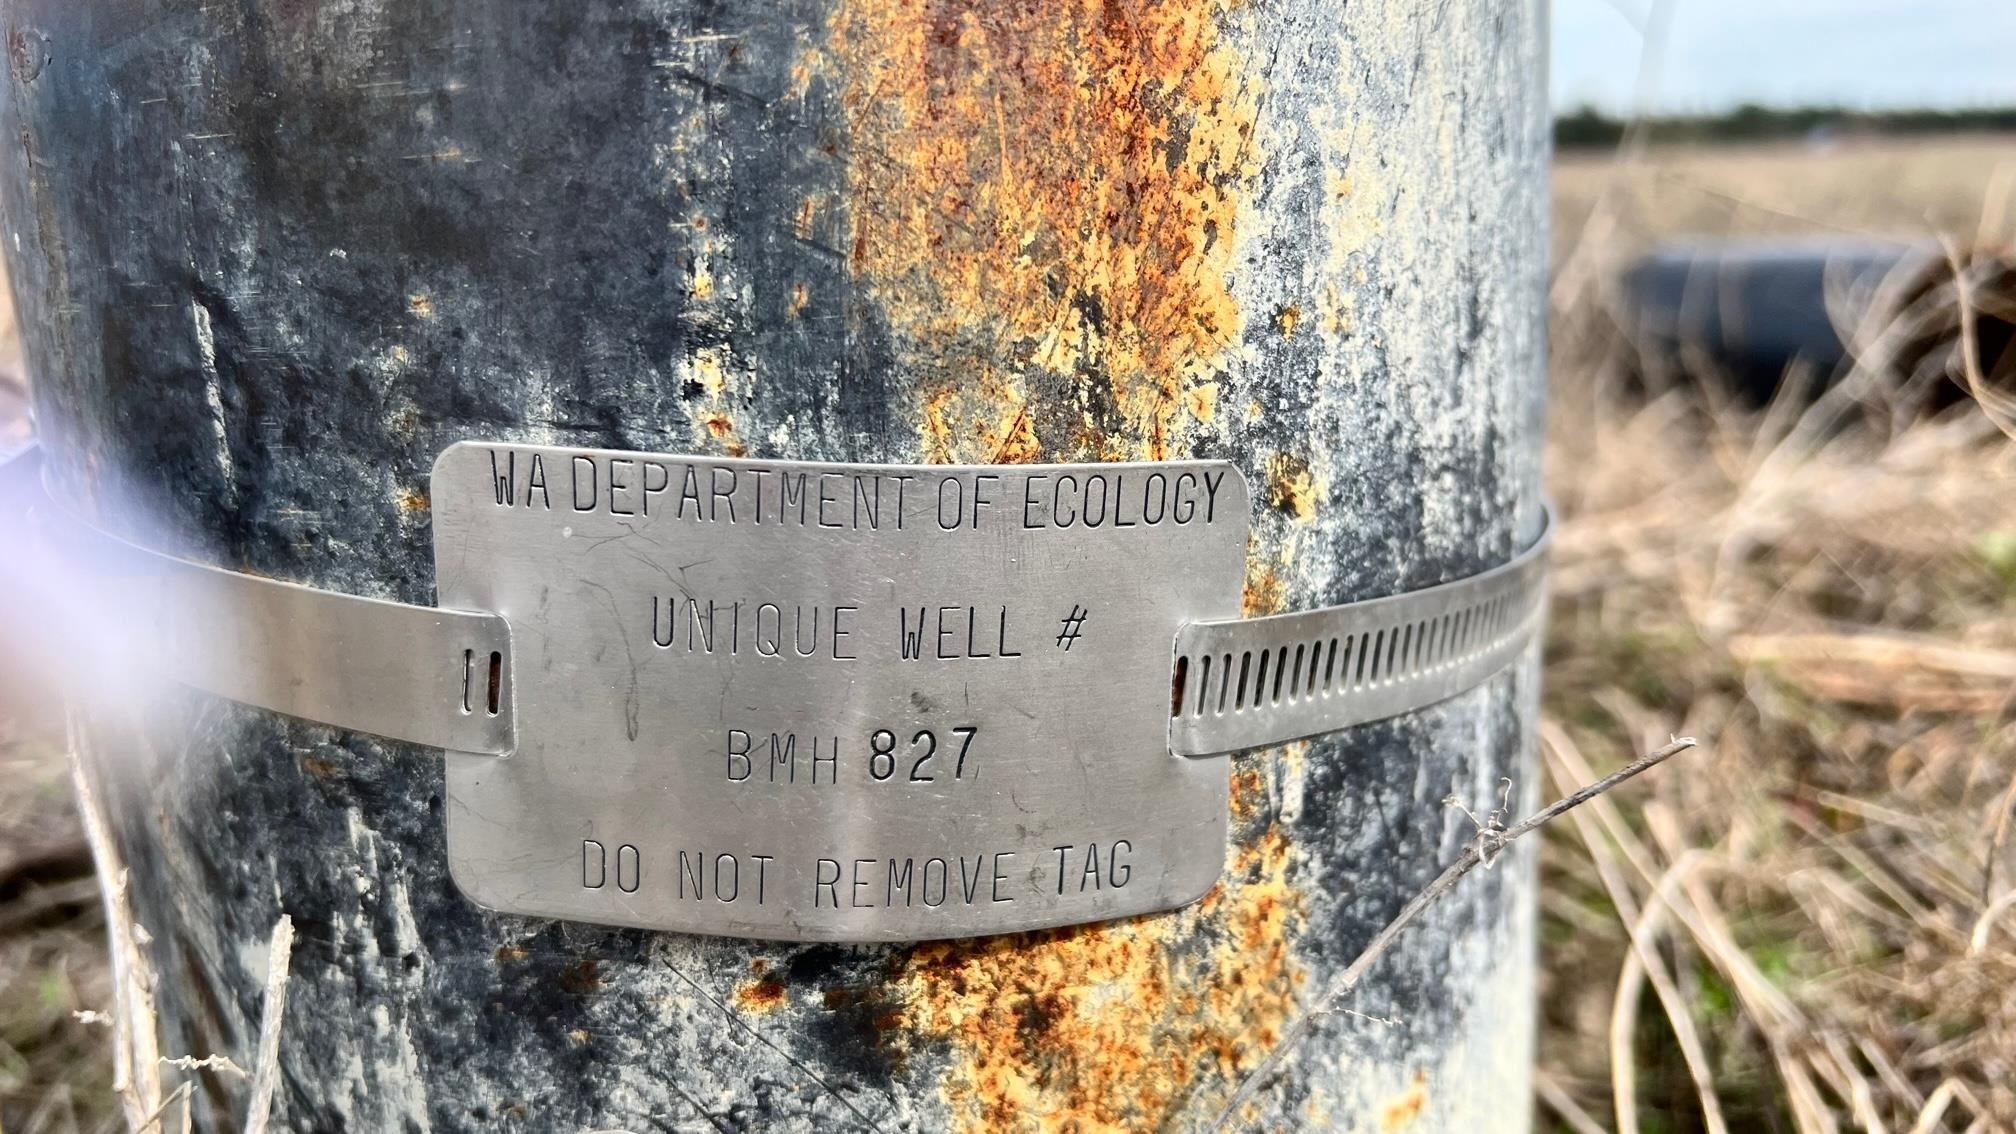 WA DEPARTMENT OF ECOLOGY
UNIQUE WELL #
BMH 827
DO NOT REMOVE TAG